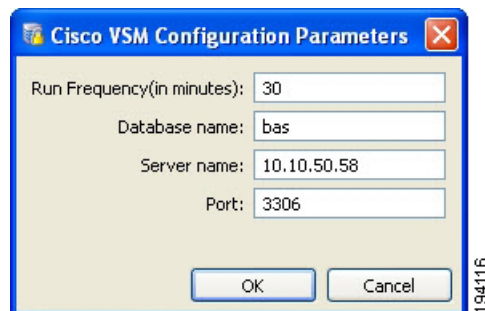 Cisco VSM Configuration Parameters
Run Frequency(in minutes): 30
Database name: bas
Server name: 10.10.50.58
Port: 3306
OK Cancel
194116